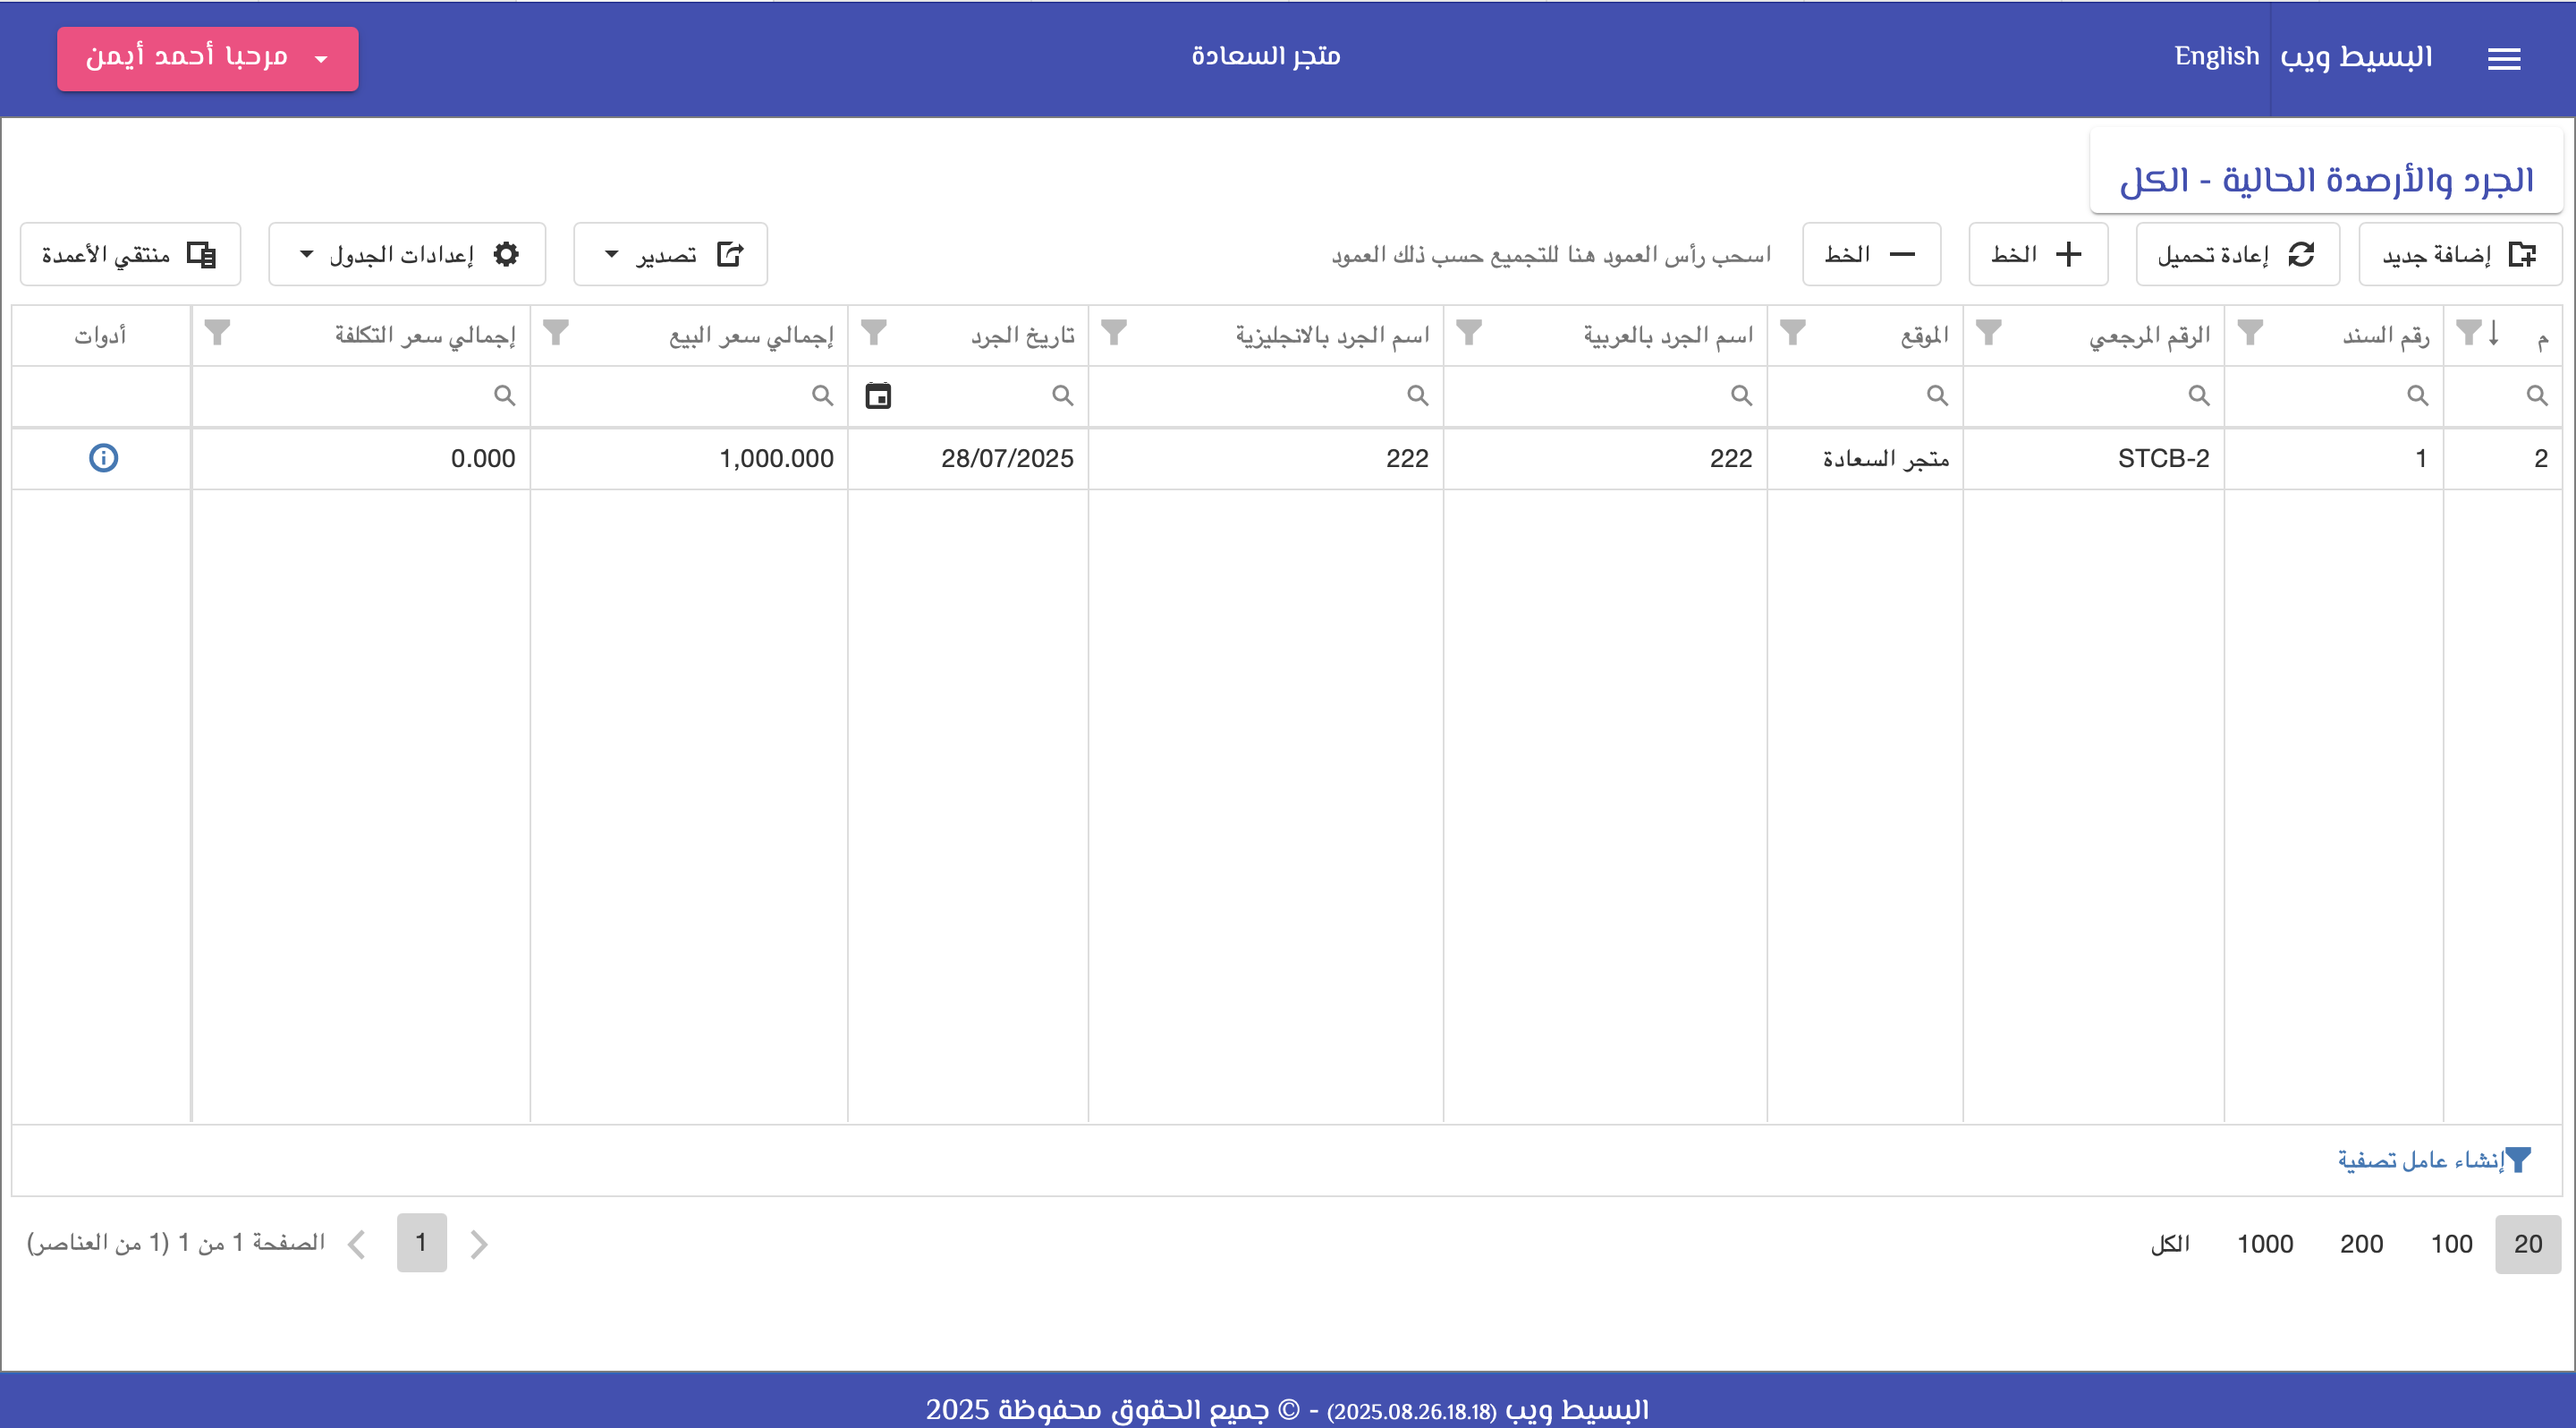 البسيط ويب English متجر السعادة مرحبا أحمد أيمن
الجرد والأرصدة الحالية - الكل
إضافة جديد إعادة تحميل + الخط — الخط اسحب رأس العمود هنا للتجميع حسب ذلك العمود تصدير إعدادات الجدول منتقي الأعمدة
م رقم السند الرقم المرجعي الموقع اسم الجرد بالعربية اسم الجرد بالانجليزية تاريخ الجرد إجمالي سعر البيع إجمالي سعر التكلفة أدوات
2 1 STCB-2 متجر السعادة 222 222 28/07/2025 1,000.000 0.000
إنشاء عامل تصفية
20 100 200 1000 الكل 1 الصفحة 1 من 1 (1 من العناصر)
البسيط ويب (2025.08.26.18.18) - © جميع الحقوق محفوظة 2025